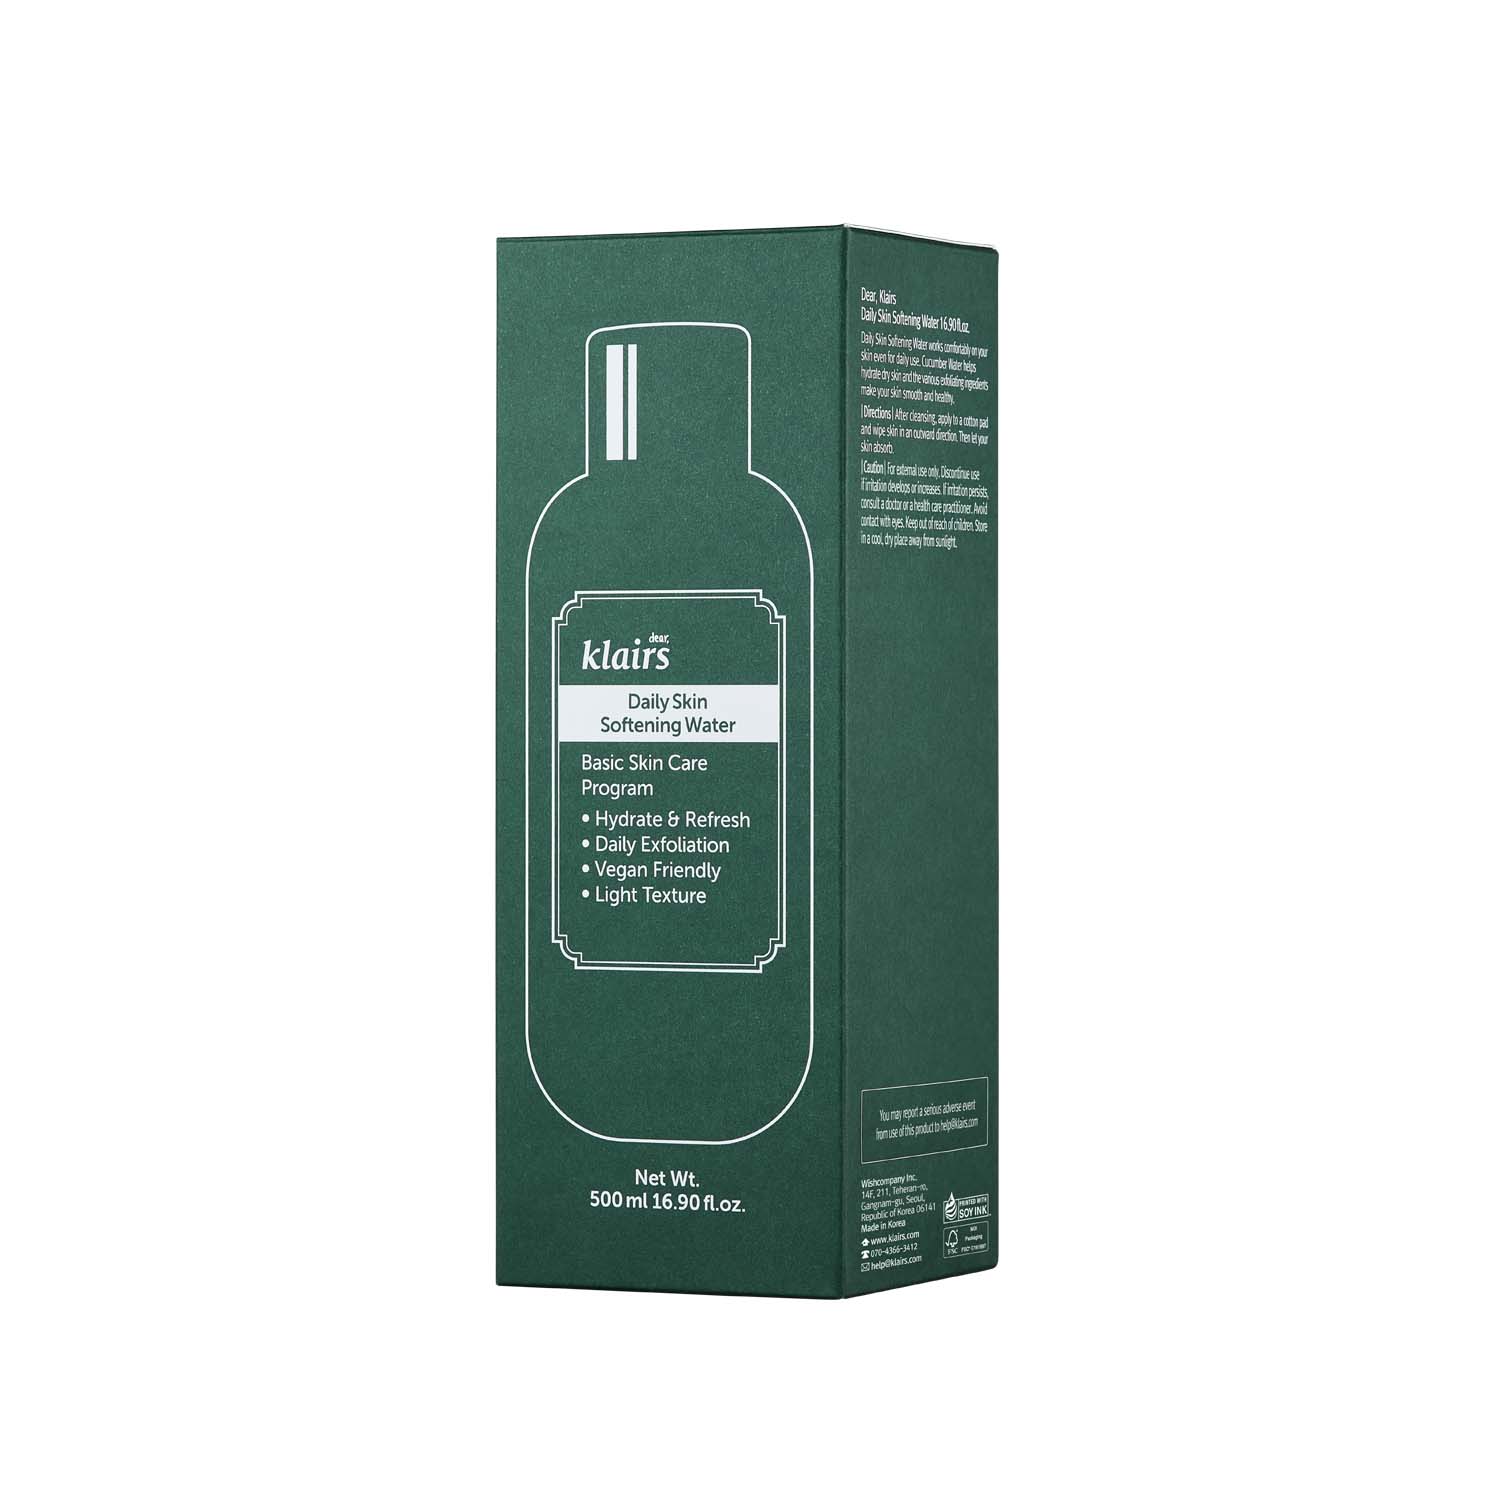 dear,
klairs
Daily Skin
Softening Water
Basic Skin Care
Program
• Hydrate & Refresh
• Daily Exfoliation
• Vegan Friendly
• Light Texture
Net Wt.
500 ml 16.90 fl.oz.
Dear, Klairs
Daily Skin Softening Water 16.90 fl.oz.
Daily Skin Softening Water works comfortably on your
skin even for daily use. Cucumber Water helps
hydrate dry skin and the various exfoliating ingredients
make your skin smooth and healthy.
|Directions| After cleansing, apply to a cotton pad
and wipe skin in an outward direction. Then let your
skin absorb.
|Caution| For external use only. Discontinue use
if irritation develops or increases. If irritation persists,
consult a doctor or a health care practitioner. Avoid
contact with eyes. Keep out of reach of children. Store
in a cool, dry place away from sunlight.
You may report a serious adverse event
from use of this product to help@klairs.com
Wishcompany Inc.
14F, 211, Teheran-ro,
Gangnam-gu, Seoul,
Republic of Korea 06141
Made in Korea
www.klairs.com
070-4366-3412
help@klairs.com
PRINTED WITH
SOY INK
FSC
MIX
Packaging